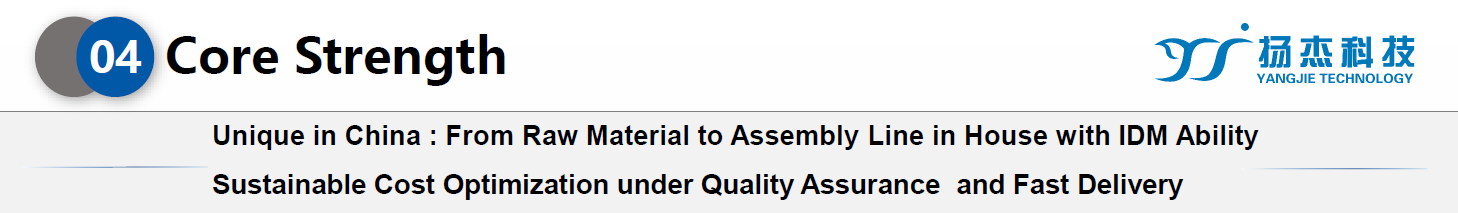 04 Core Strength
扬杰科技
YANGJIE TECHNOLOGY
Unique in China : From Raw Material to Assembly Line in House with IDM Ability
Sustainable Cost Optimization under Quality Assurance  and Fast Delivery